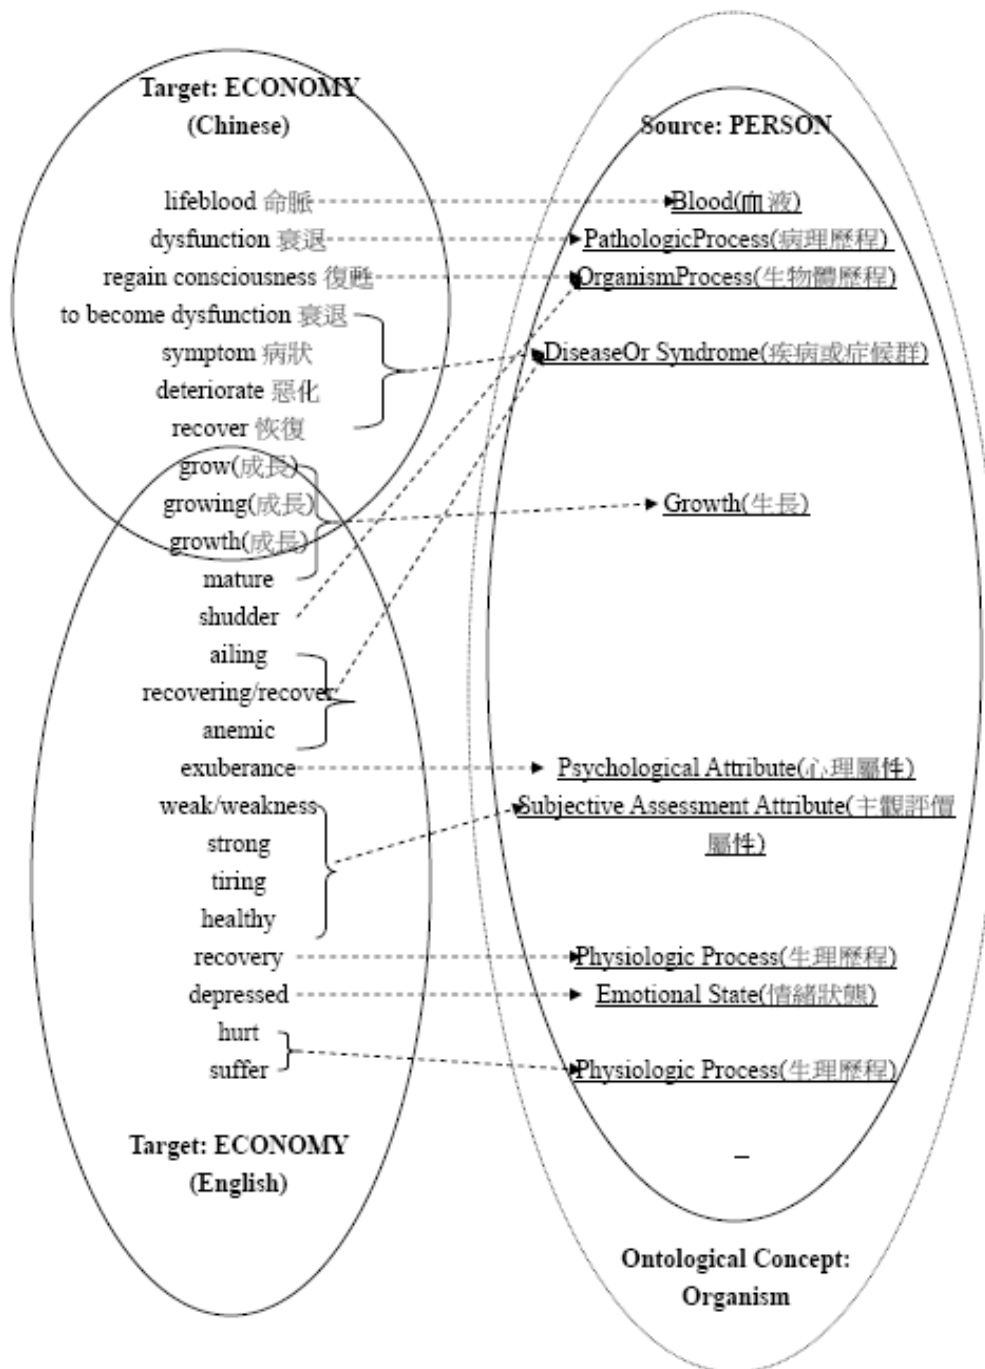 Target: ECONOMY
(Chinese)
Source: PERSON
lifeblood 命脈
Blood(血液)
dysfunction 衰退
PathologicProcess(病理歷程)
regain consciousness 復甦
OrganismProcess(生物體歷程)
to become dysfunction 衰退
symptom 病狀
DiseaseOr Syndrome(疾病或症候群)
deteriorate 惡化
recover 恢復
grow(成長)
growing(成長)
Growth(生長)
growth(成長)
mature
shudder
ailing
recovering/recover
anemic
exuberance
Psychological Attribute(心理屬性)
weak/weakness
Subjective Assessment Attribute(主觀評價
strong
屬性)
tiring
healthy
recovery
Physiologic Process(生理歷程)
depressed
Emotional State(情緒狀態)
hurt
suffer
Physiologic Process(生理歷程)
Target: ECONOMY
(English)
Ontological Concept:
Organism